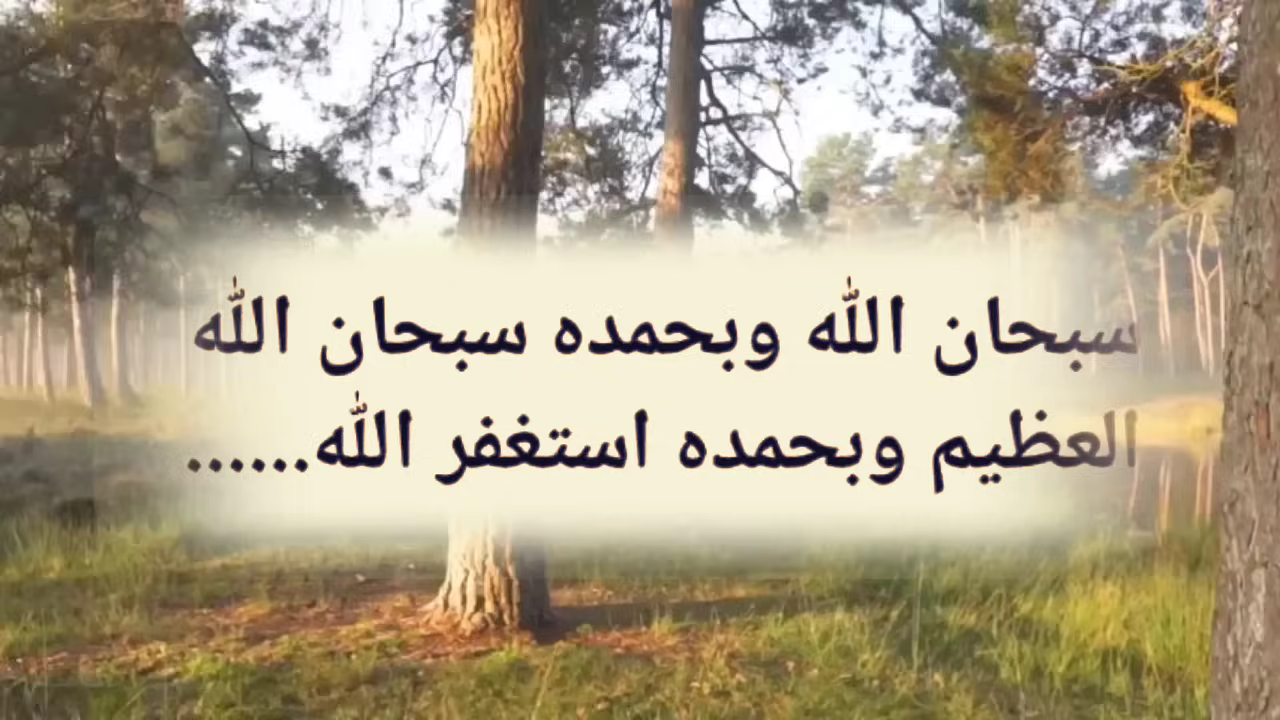 سبحان الله وبحمده سبحان الله
العظيم وبحمده استغفر الله......